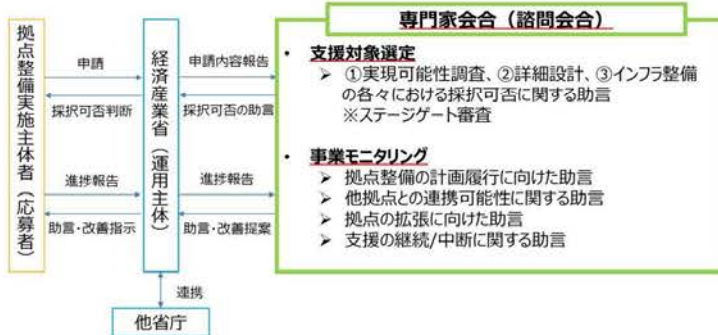 拠点整備実施主体者（応募者）
申請
採択可否判断
進捗報告
助言・改善指示
経済産業省（運用主体）
申請内容報告
採択可否の助言
進捗報告
助言・改善提案
連携
他省庁
専門家会合（諮問会合）
• 支援対象選定
➢ ①実現可能性調査、②詳細設計、③インフラ整備
の各々における採択可否に関する助言
※ステージゲート審査
• 事業モニタリング
➢ 拠点整備の計画履行に向けた助言
➢ 他拠点との連携可能性に関する助言
➢ 拠点の拡張に向けた助言
➢ 支援の継続/中断に関する助言